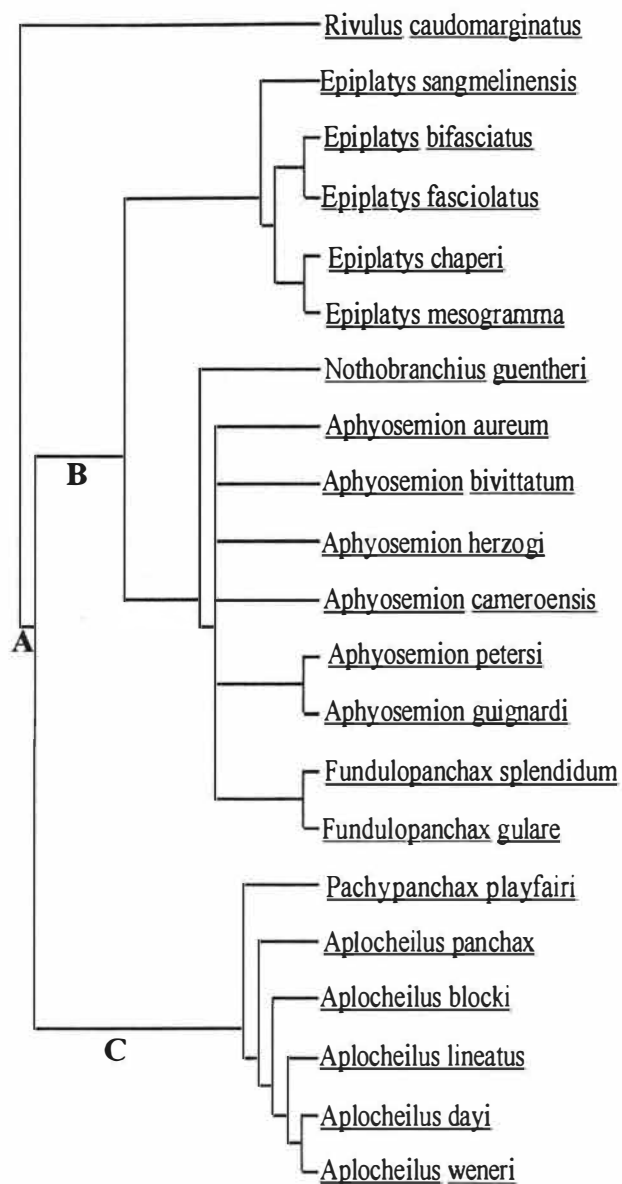 Rivulus caudomarginatus
Epiplatys sangmelinensis
Epiplatys bifasciatus
Epiplatys fasciolatus
Epiplatys chaperi
Epiplatys mesogramma
Nothobranchius guentheri
Aphyosemion aureum
B
Aphyosemion bivittatum
Aphyosemion herzogi
Aphyosemion cameroensis
A
Aphyosemion petersi
Aphyosemion guignardi
Fundulopanchax splendidum
Fundulopanchax gulare
Pachypanchax playfairi
Aplocheilus panchax
Aplocheilus blocki
C
Aplocheilus lineatus
Aplocheilus dayi
Aplocheilus weneri